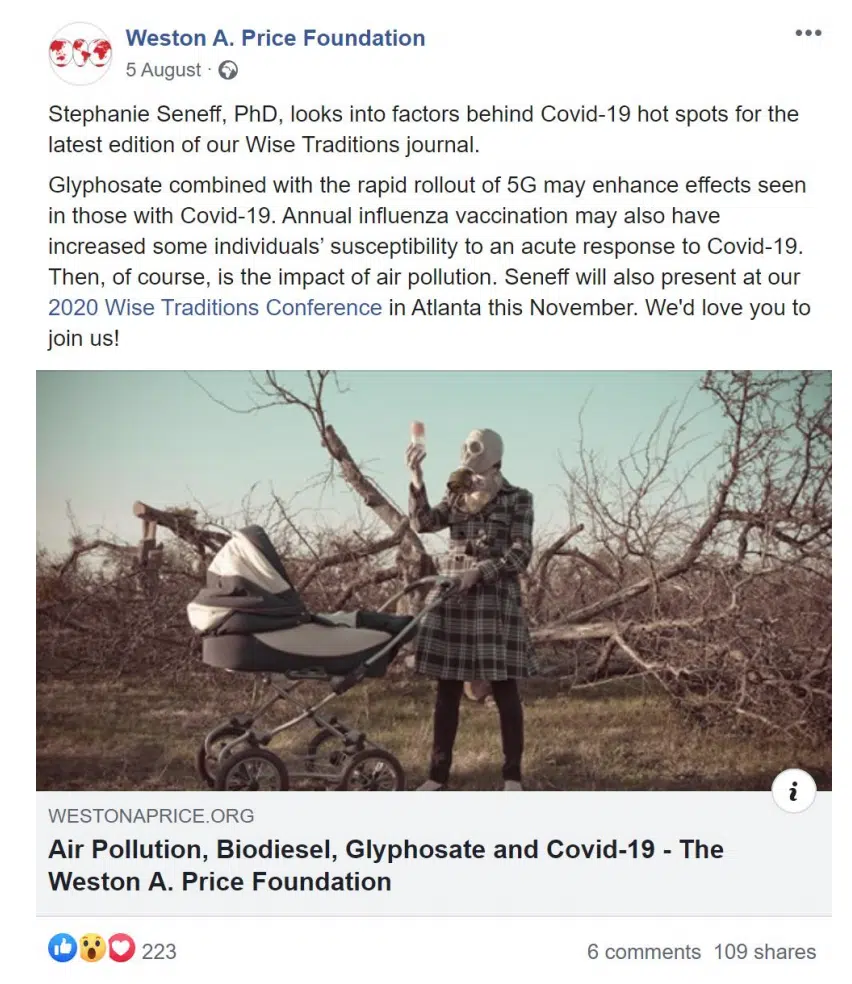 Weston A. Price Foundation
5 August ·
Stephanie Seneff, PhD, looks into factors behind Covid-19 hot spots for the
latest edition of our Wise Traditions journal.
Glyphosate combined with the rapid rollout of 5G may enhance effects seen
in those with Covid-19. Annual influenza vaccination may also have
increased some individuals’ susceptibility to an acute response to Covid-19.
Then, of course, is the impact of air pollution. Seneff will also present at our
2020 Wise Traditions Conference in Atlanta this November. We'd love you to
join us!
i
WESTONAPRICE.ORG
Air Pollution, Biodiesel, Glyphosate and Covid-19 - The
Weston A. Price Foundation
223 6 comments 109 shares